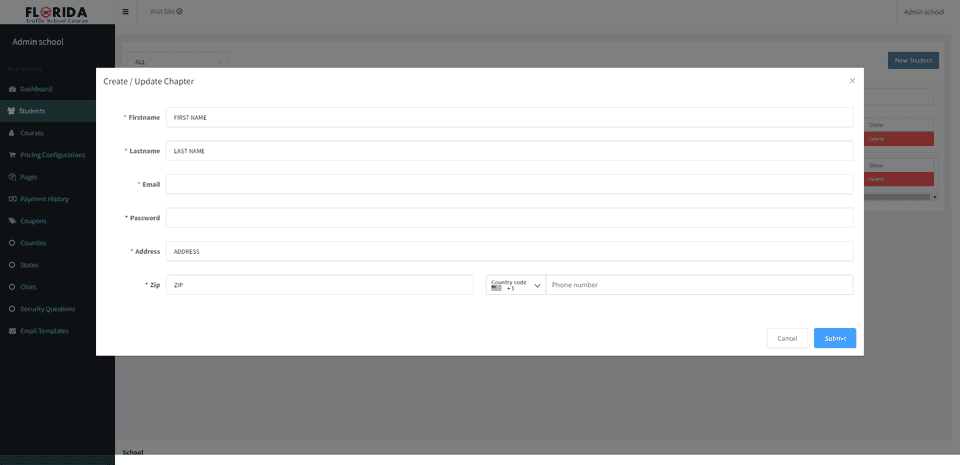 FLORIDA
Traffic School Course
Visit Site
Admin school
Admin school
Dashboard
Students
Courses
Pricing Configurations
Pages
Payment History
Coupons
Counties
States
Cities
Security Questions
Email Templates
ALL
New Student
Show
Delete
Show
Delete
Create / Update Chapter
×
* Firstname
FIRST NAME
* Lastname
LAST NAME
* Email
* Password
* Address
ADDRESS
* Zip
ZIP
Country code
+1
Phone number
Cancel
Submit
School